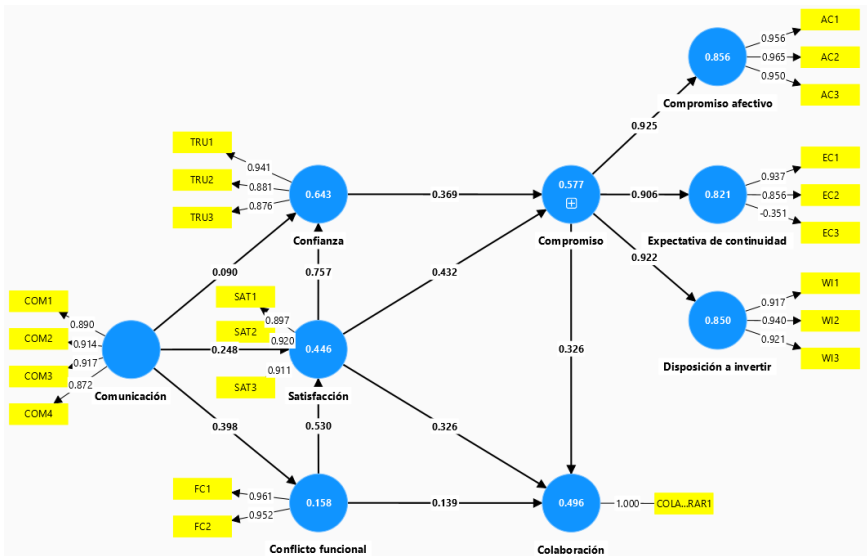 AC1
0.956
0.856
0.965
AC2
0.950
AC3
Compromiso afectivo
0.925
TRU1
0.941
TRU2
0.881
TRU3
0.876
0.643
Confianza
0.369
0.577
Compromiso
0.906
EC1
0.937
0.821
0.856
EC2
-0.351
EC3
Expectativa de continuidad
0.922
0.090
0.757
0.432
SAT1
0.897
SAT2
0.920
SAT3
0.911
0.446
Satisfacción
COM1
0.890
COM2
0.914
COM3
0.917
COM4
0.872
Comunicación
0.248
WI1
0.917
0.850
0.940
WI2
0.921
WI3
Disposición a invertir
0.326
0.398
0.530
0.326
FC1
0.961
FC2
0.952
0.158
Conflicto funcional
0.139
0.496
Colaboración
1.000
COLA...RAR1